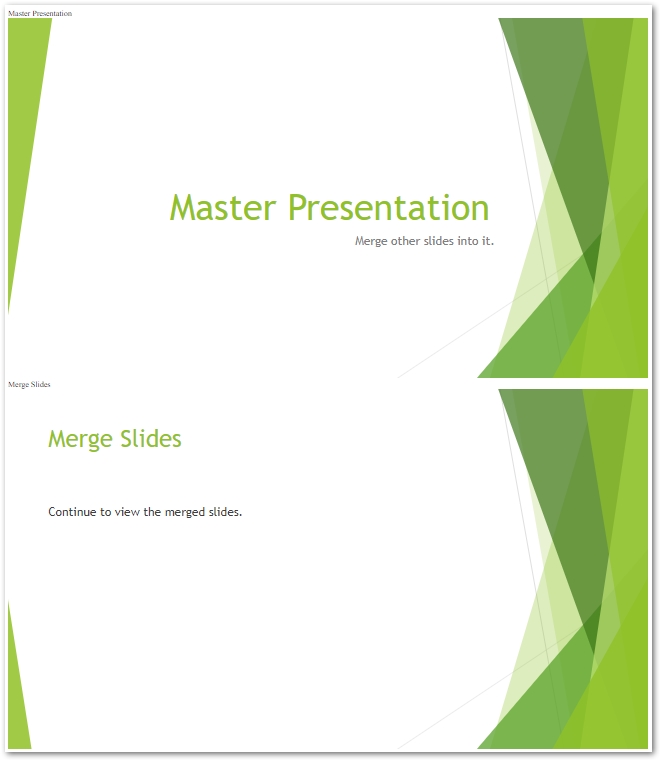 Master Presentation
Master Presentation
Merge other slides into it.
Merge Slides
Merge Slides
Continue to view the merged slides.